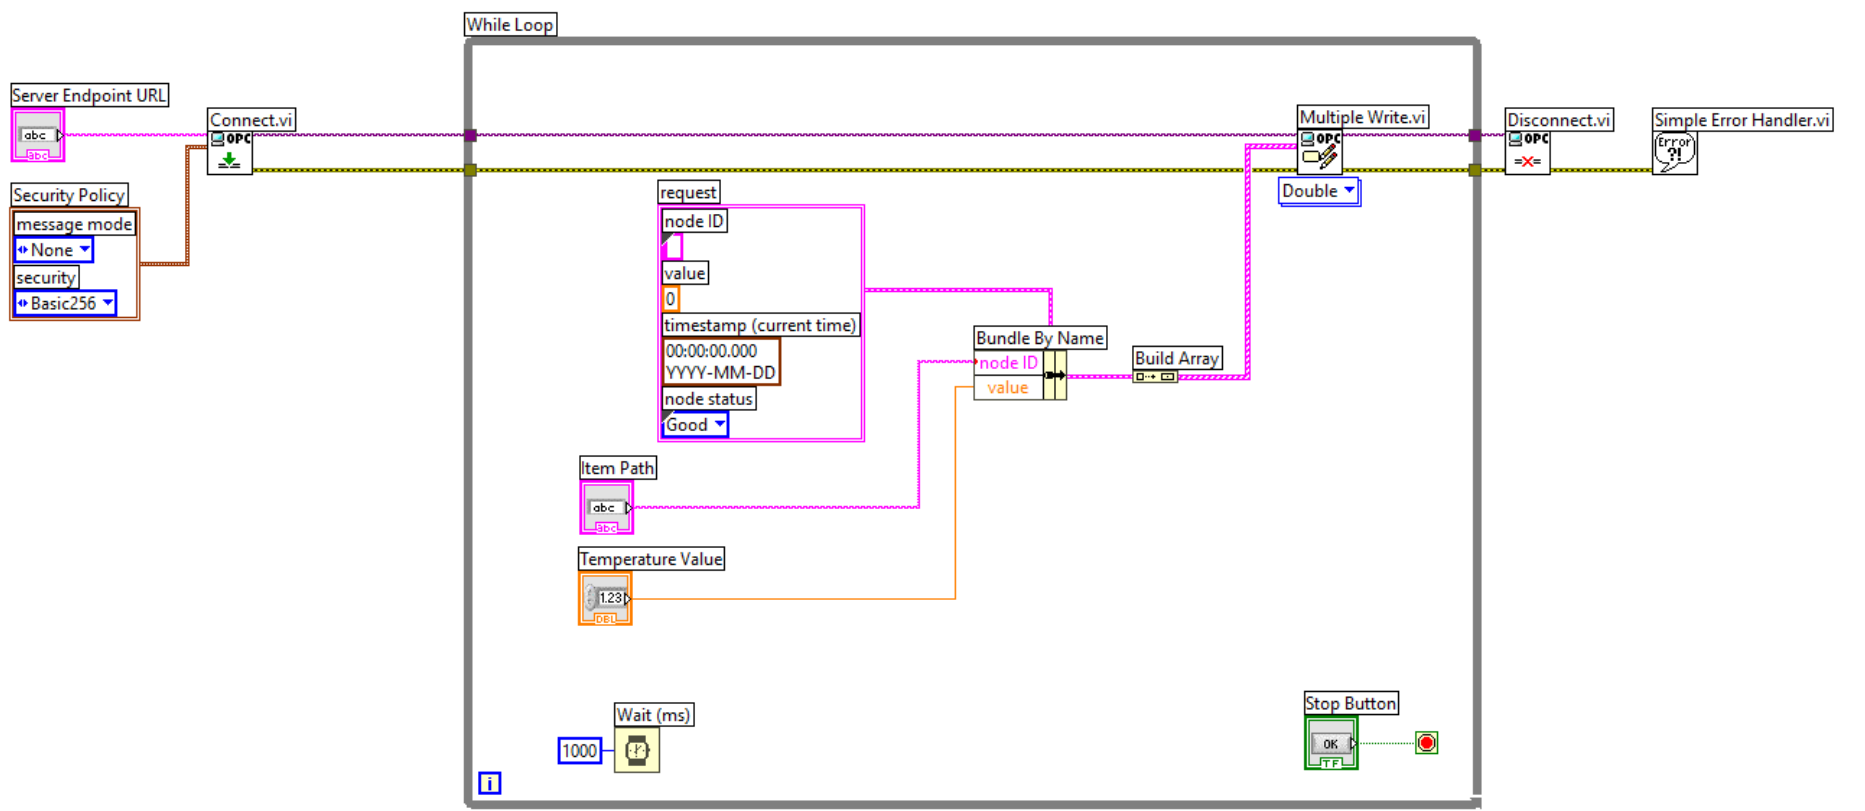 While Loop
Server Endpoint URL
abc
abc
Connect.vi
OPC
Multiple Write.vi
OPC
Double
Disconnect.vi
OPC
Simple Error Handler.vi
Error
?!
Security Policy
message mode
None
security
Basic256
request
node ID
value
0
timestamp (current time)
00:00:00.000
YYYY-MM-DD
node status
Good
Bundle By Name
node ID
value
Build Array
Item Path
abc
abc
Temperature Value
1.23
DBL
Wait (ms)
1000
Stop Button
OK
TF
i